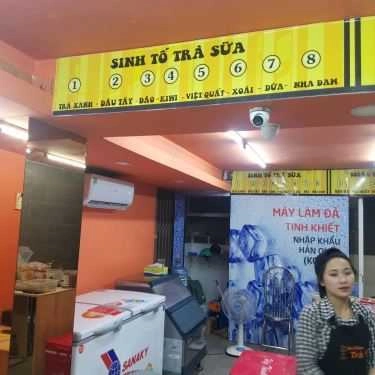 SINH TỐ TRÀ SỮA
1 2 3 4 5 6 7 8
TRÀ XANH - DÂU TÂY - ĐÀO - KIWI - VIỆT QUẤT - XOÀI - DỪA - NHA ĐAM
SINH TỐ TRÀ SỮA
MÁY LÀM ĐÁ
TINH KHIẾT
NHẬP KHẨU
HÀN
SANAKY